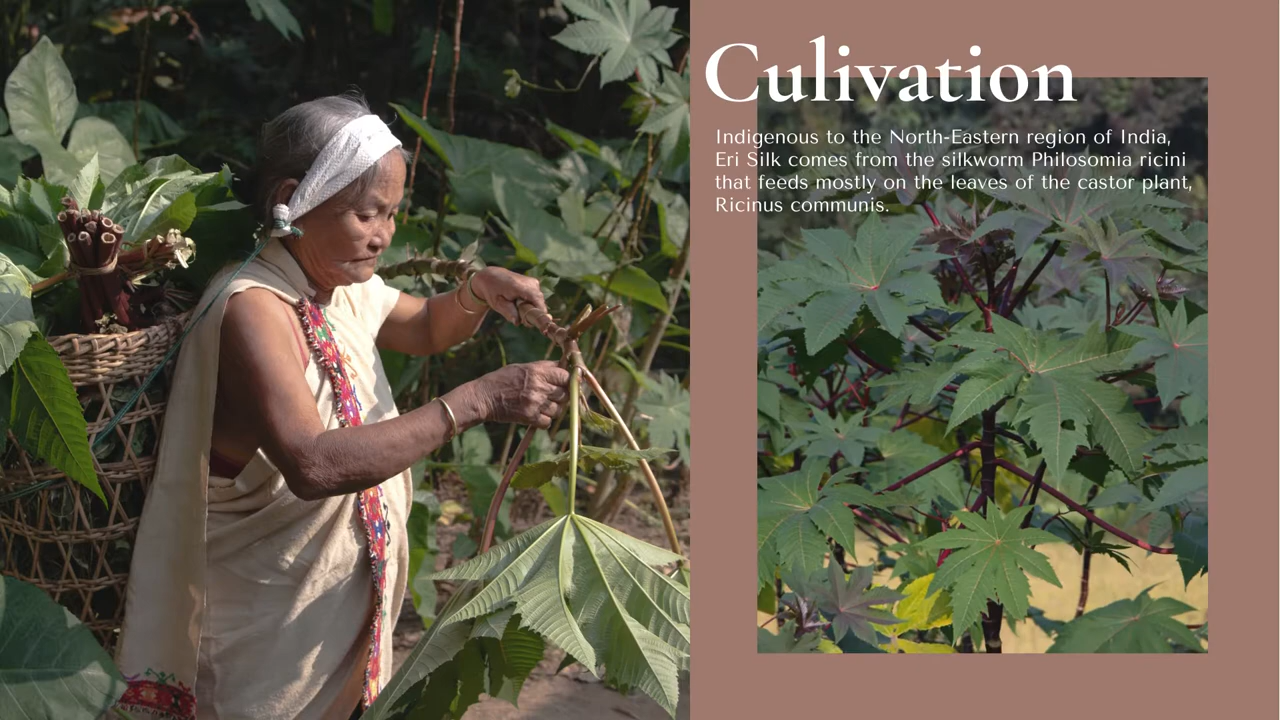 Culivation
Indigenous to the North-Eastern region of India,
Eri Silk comes from the silkworm Philosomia ricini
that feeds mostly on the leaves of the castor plant,
Ricinus communis.